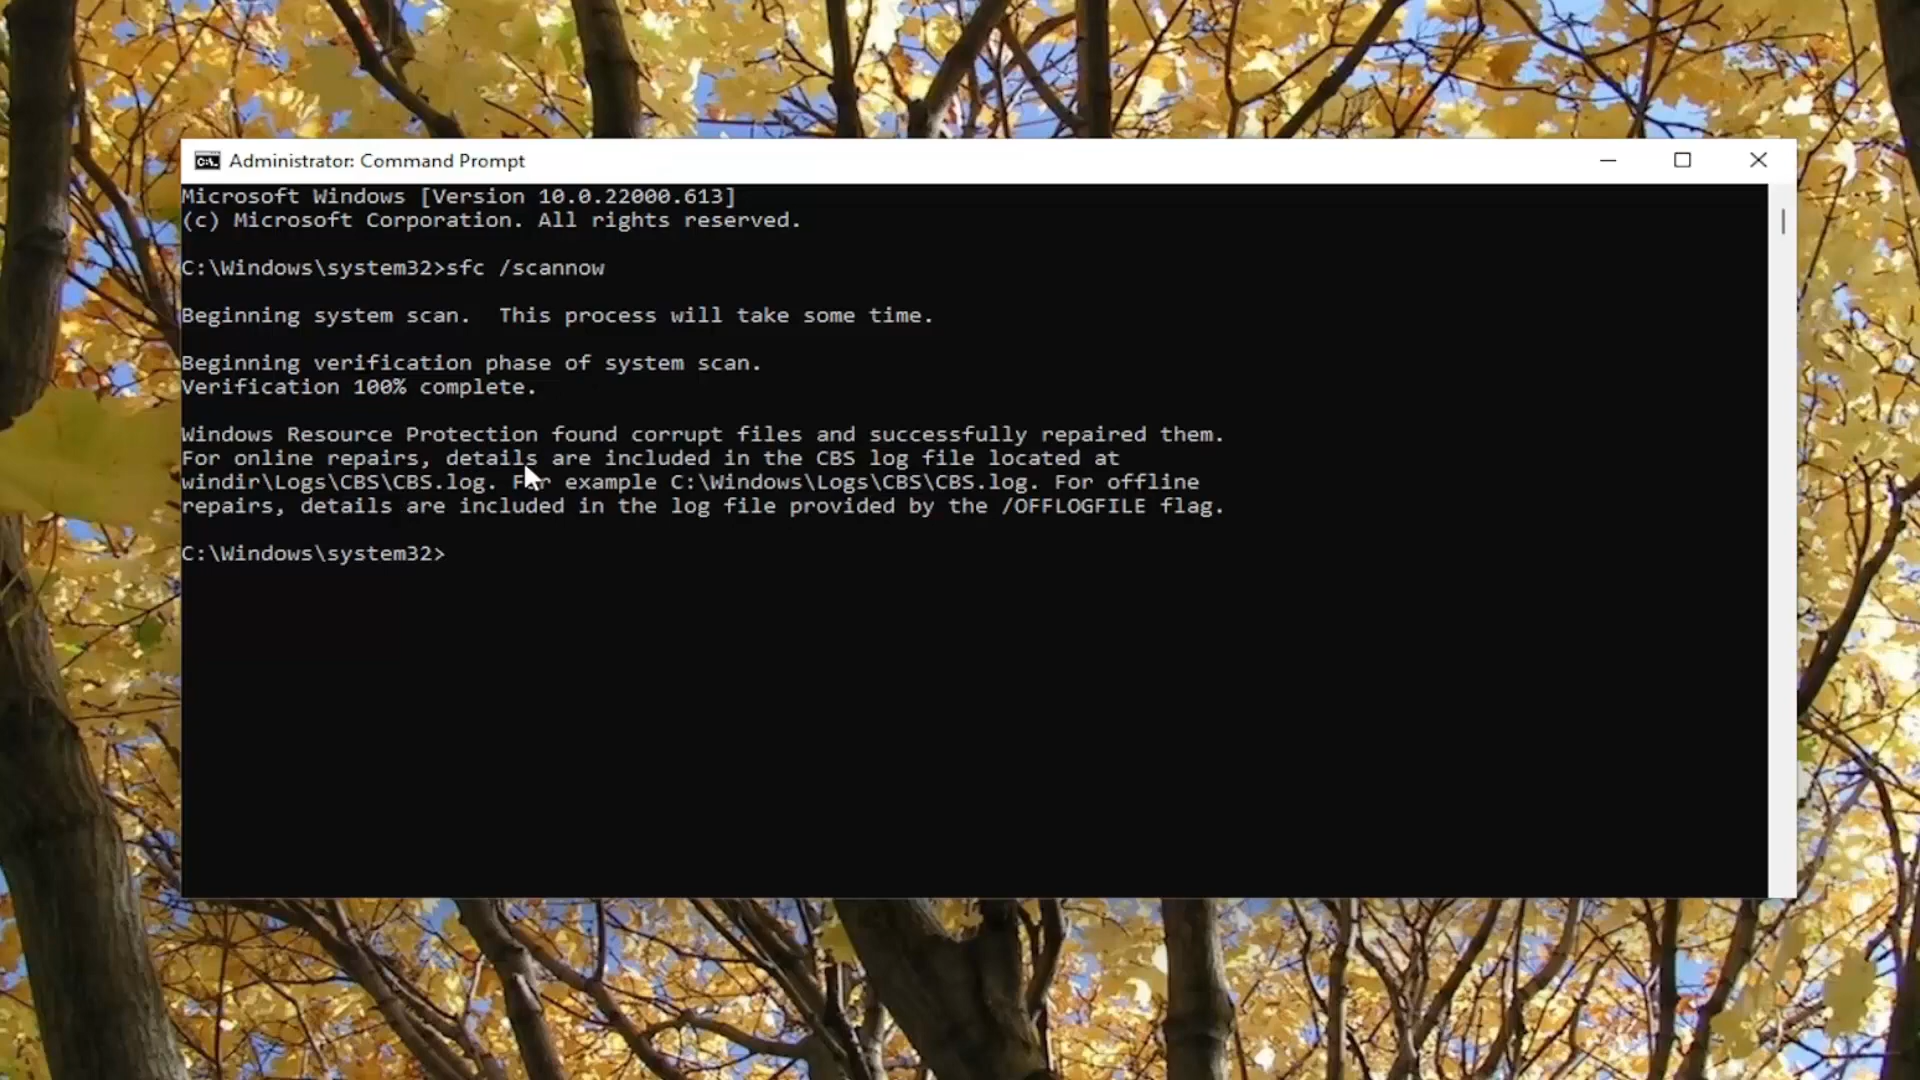 Administrator: Command Prompt
Microsoft Windows [Version 10.0.22000.613]
(c) Microsoft Corporation. All rights reserved.
C:\Windows\system32>sfc /scannow
Beginning system scan.  This process will take some time.
Beginning verification phase of system scan.
Verification 100% complete.
Windows Resource Protection found corrupt files and successfully repaired them.
For online repairs, details are included in the CBS log file located at
windir\Logs\CBS\CBS.log. For example C:\Windows\Logs\CBS\CBS.log. For offline
repairs, details are included in the log file provided by the /OFFLOGFILE flag.
C:\Windows\system32>